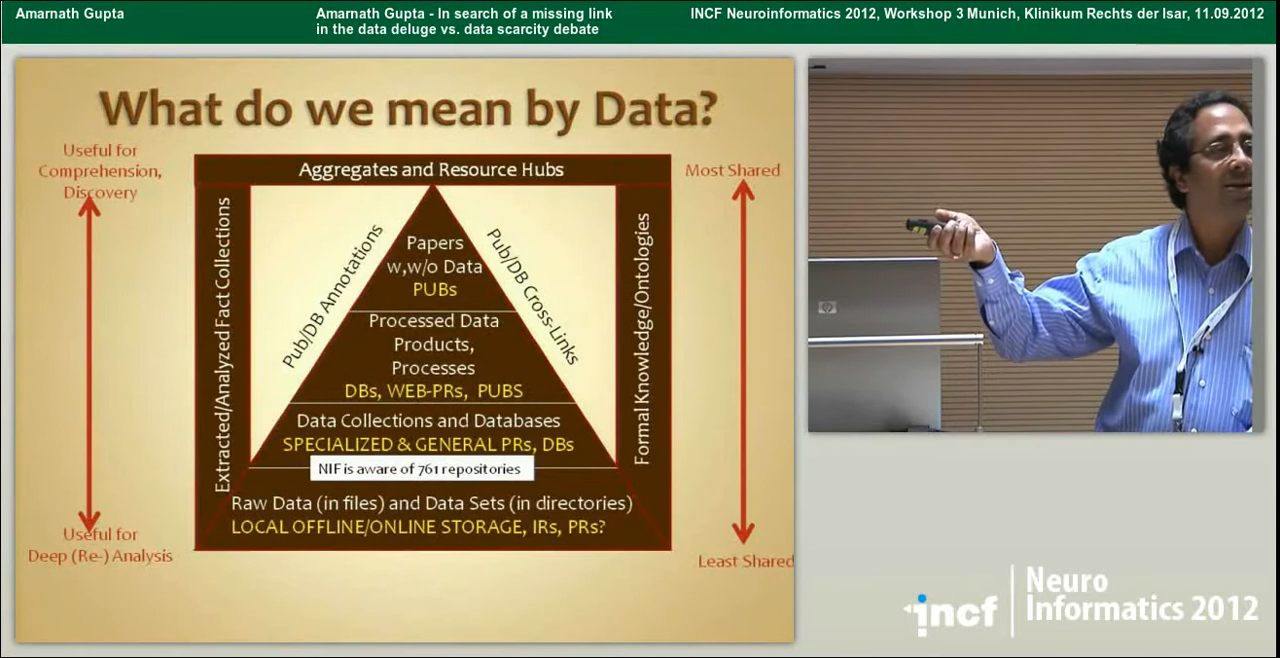 Amarnath Gupta
Amarnath Gupta - In search of a missing link
in the data deluge vs. data scarcity debate
INCF Neuroinformatics 2012, Workshop 3 Munich, Klinikum Rechts der Isar, 11.09.2012
What do we mean by Data?
Useful for
Comprehension,
Discovery
Useful for
Deep (Re-) Analysis
Aggregates and Resource Hubs
Extracted/Analyzed Fact Collections
Pub/DB Annotations
Papers
w,w/o Data
PUBs
Processed Data
Products,
Processes
DBs, WEB-PRs, PUBS
Data Collections and Databases
SPECIALIZED & GENERAL PRs, DBs
NIF is aware of 761 repositories
Raw Data (in files) and Data Sets (in directories)
LOCAL OFFLINE/ONLINE STORAGE, IRs, PRs?
Pub/DB Cross-Links
Formal Knowledge/Ontologies
Most Shared
Least Shared
hp
incf
Neuro
Informatics 2012